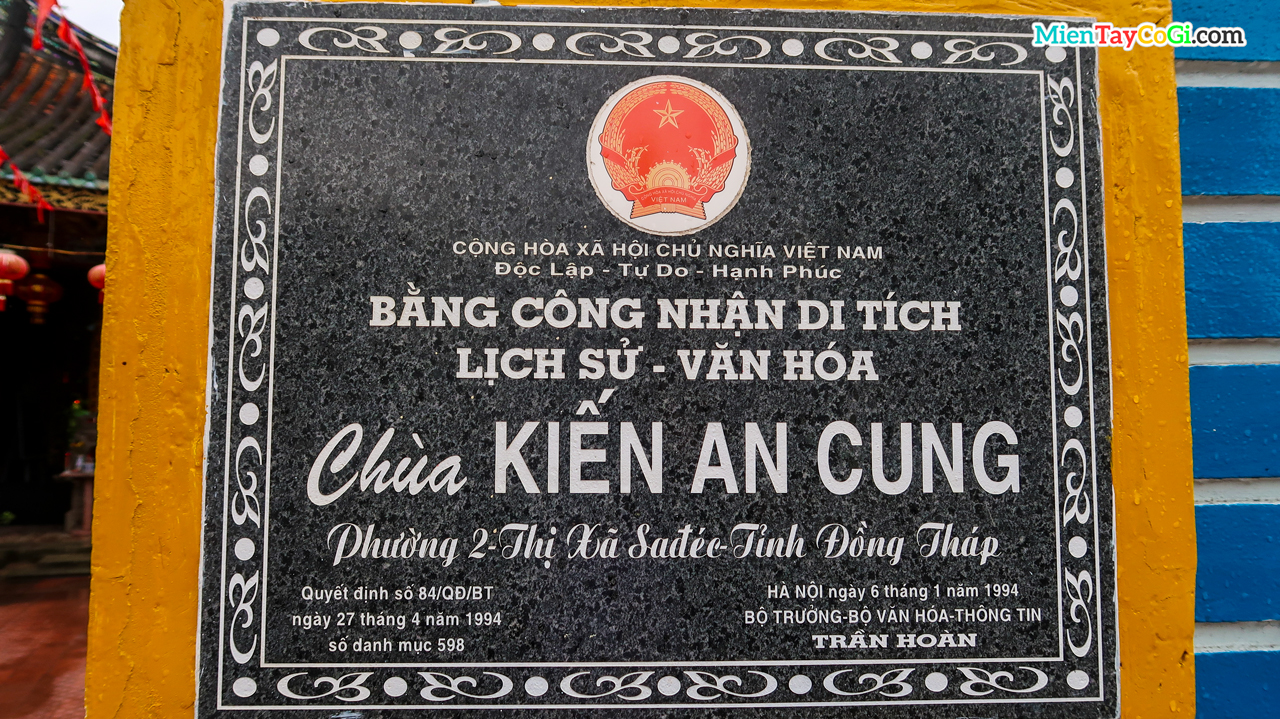 MienTayCoGi.com
VIỆT NAM
CỘNG HÒA XÃ HỘI CHỦ NGHĨA VIỆT NAM
Độc Lập - Tự Do - Hạnh Phúc
BẰNG CÔNG NHẬN DI TÍCH
LỊCH SỬ - VĂN HÓA
Chùa KIẾN AN CUNG
Phường 2-Thị Xã Sađéc-Tỉnh Đồng Tháp
Quyết định số 84/QĐ/BT
ngày 27 tháng 4 năm 1994
số danh mục 598
HÀ NỘI ngày 6 tháng 1 năm 1994
BỘ TRƯỞNG-BỘ VĂN HÓA-THÔNG TIN
TRẦN HOÀN